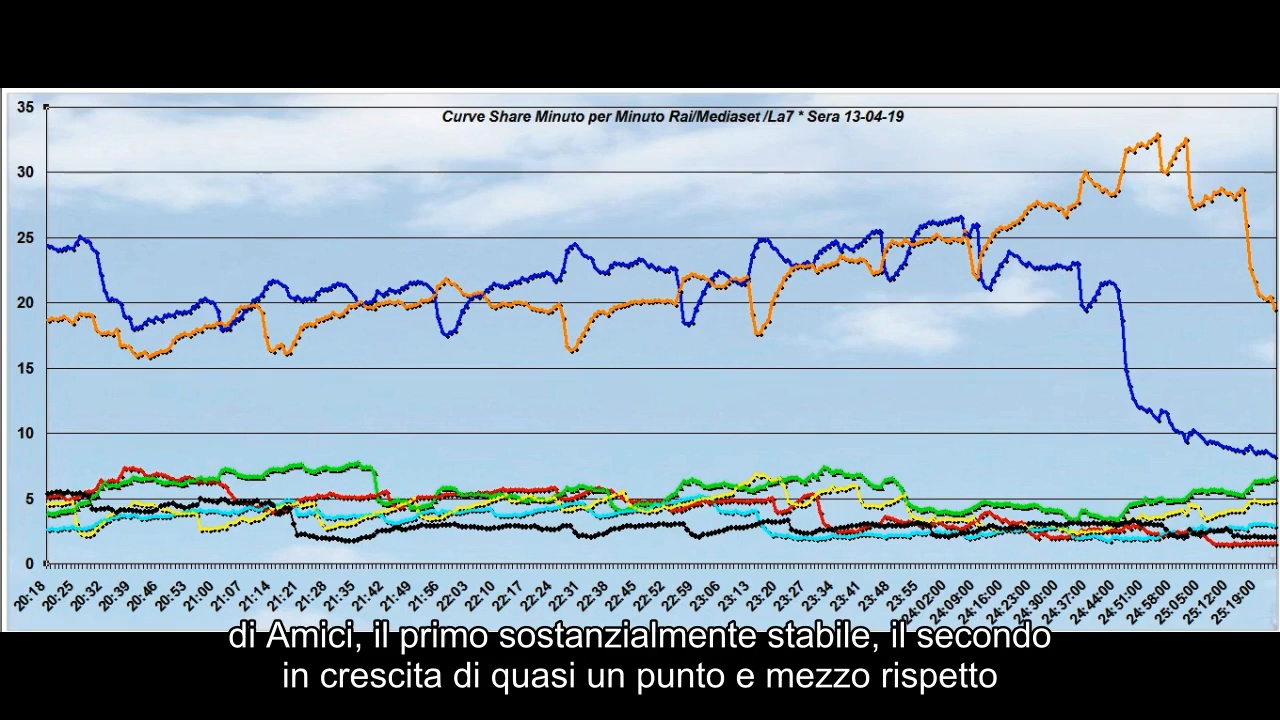 Curve Share Minuto per Minuto Rai/Mediaset /La7 * Sera 13-04-19
35
30
25
20
15
10
5
0
20:18 20:25 20:32 20:39 20:46 20:53 21:00 21:07 21:14 21:21 21:28 21:35 21:42 21:49 21:56 22:03 22:10 22:17 22:24 22:31 22:38 22:45 22:52 22:59 23:06 23:13 23:20 23:27 23:34 23:41 23:48 23:55 24:02:00 24:09:00 24:16:00 24:23:00 24:30:00 24:37:00 24:44:00 24:51:00 24:58:00 25:05:00 25:12:00 25:19:00
di Amici, il primo sostanzialmente stabile, il secondo
in crescita di quasi un punto e mezzo rispetto